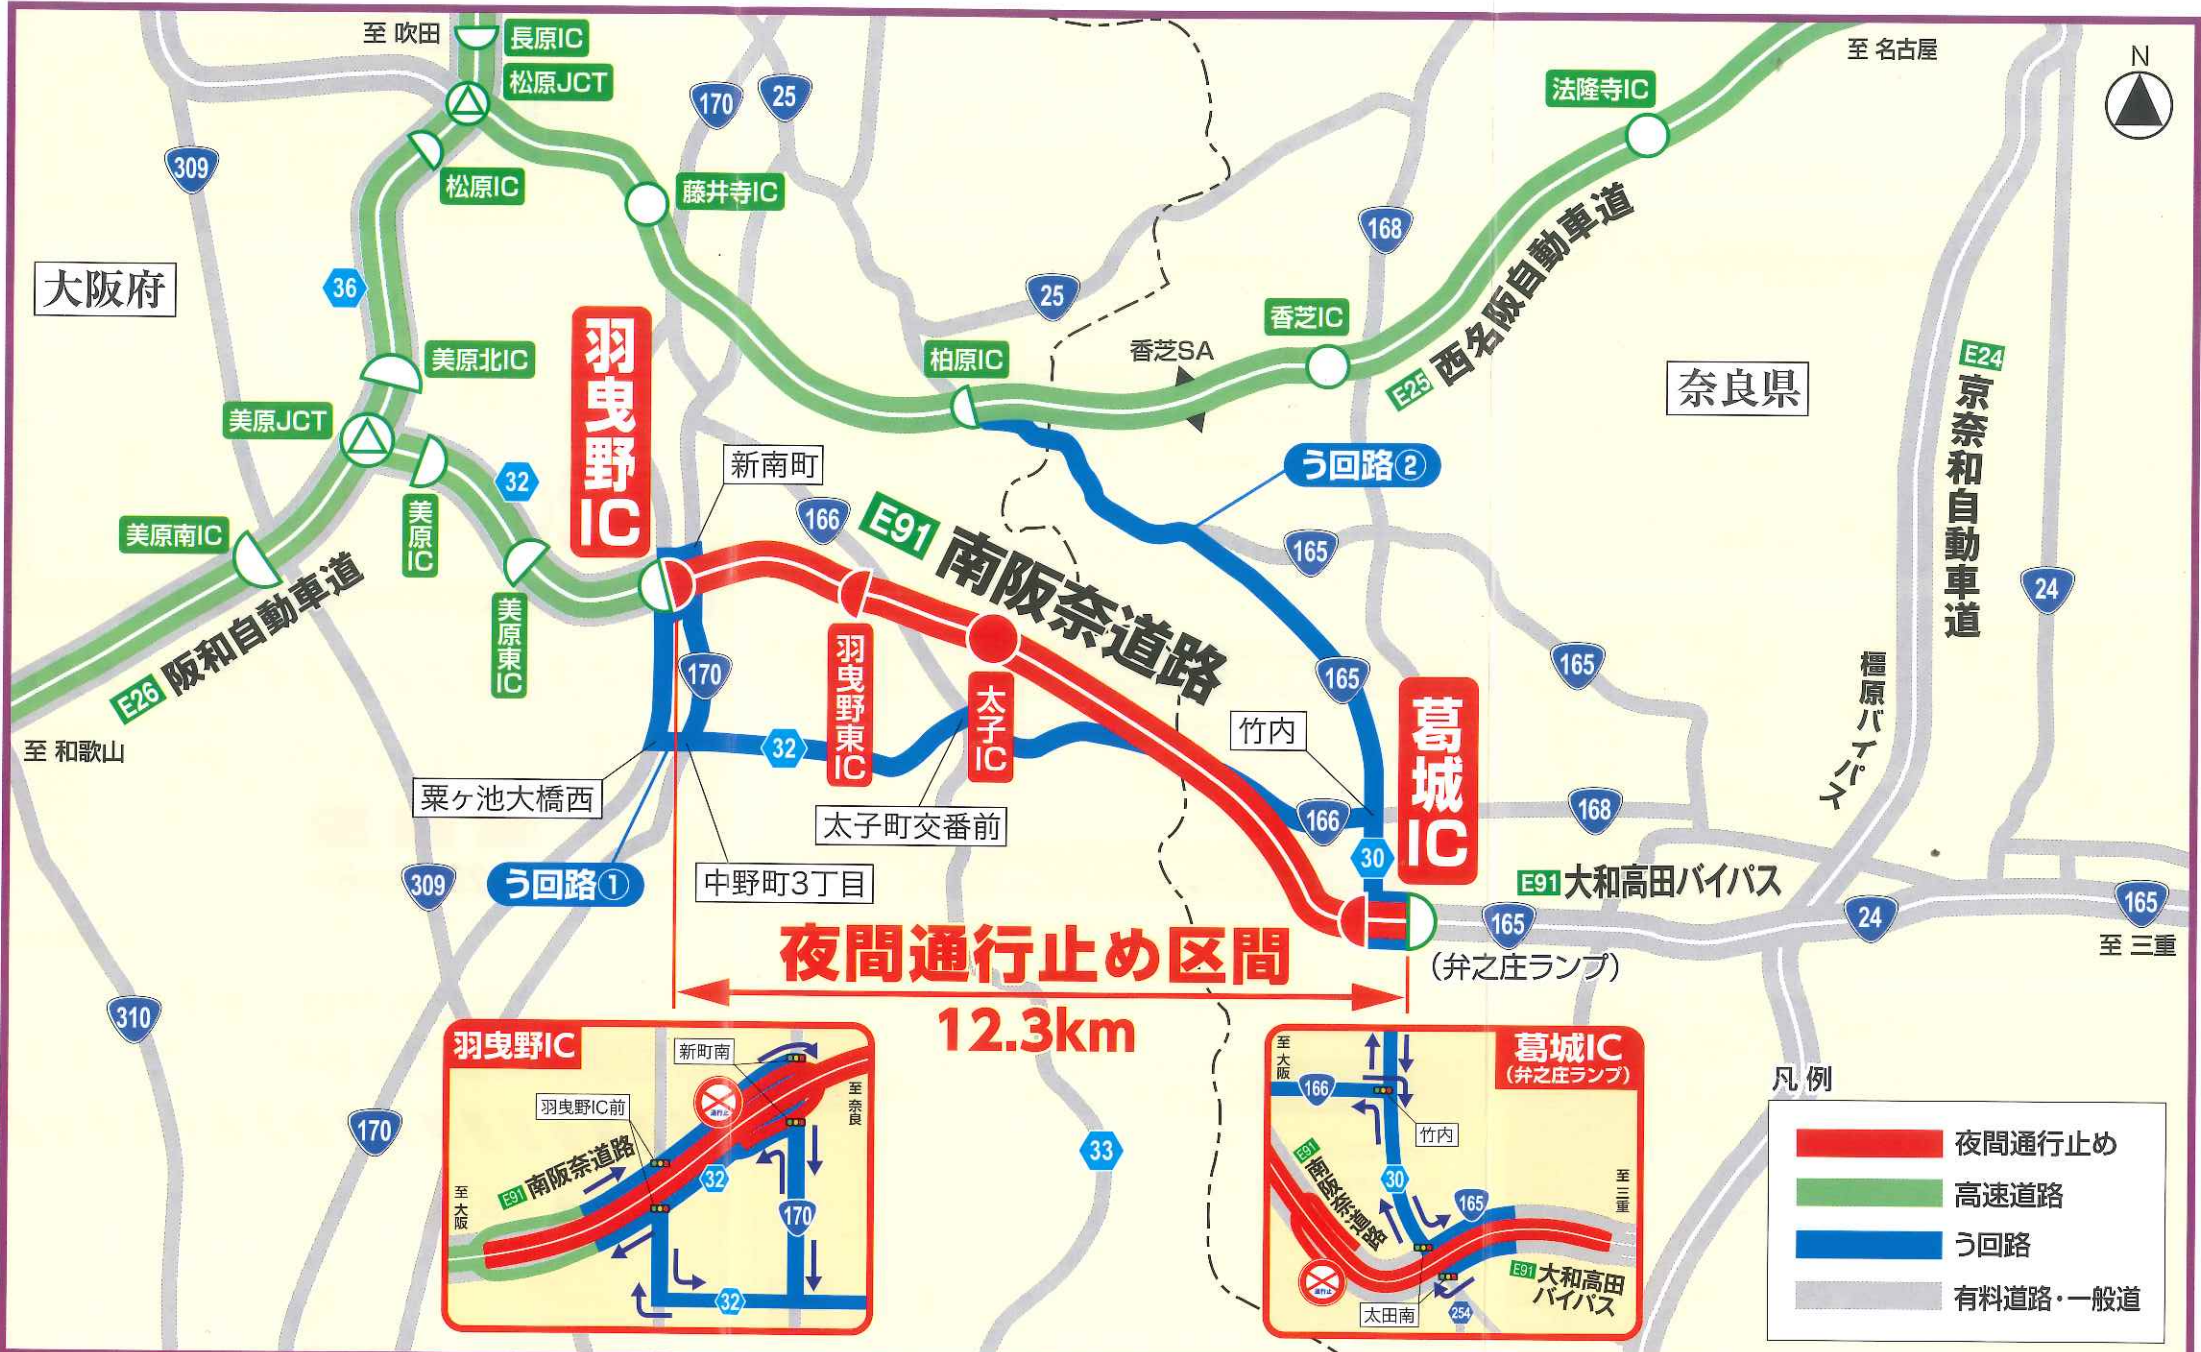 至 吹田
長原IC
松原JCT
松原IC
170
25
309
藤井寺IC
至 名古屋
法隆寺IC
N
168
E25 西名阪自動車道
大阪府
36
25
香芝IC
香芝SA
柏原IC
奈良県
E24 京奈和自動車道
美原北IC
美原JCT
32
羽曳野IC
新南町
166
E91 南阪奈道路
う回路②
165
24
美原南IC
美原IC
美原東IC
E26 阪和自動車道
至 和歌山
170
羽曳野東IC
太子IC
32
165
165
橿原バイパス
竹内
葛城IC
粟ヶ池大橋西
太子町交番前
中野町3丁目
う回路①
309
166
168
30
E91 大和高田バイパス
165
24
165
至 三重
(弁之庄ランプ)
夜間通行止め区間
12.3km
310
170
33
羽曳野IC
新町南
羽曳野IC前
通行止
至 奈良
E91 南阪奈道路
32
至 大阪
170
32
葛城IC
(弁之庄ランプ)
至 大阪
166
竹内
E91 南阪奈道路
30
165
至 三重
通行止
太田南
254
E91 大和高田
バイパス
凡 例
夜間通行止め
高速道路
う回路
有料道路・一般道